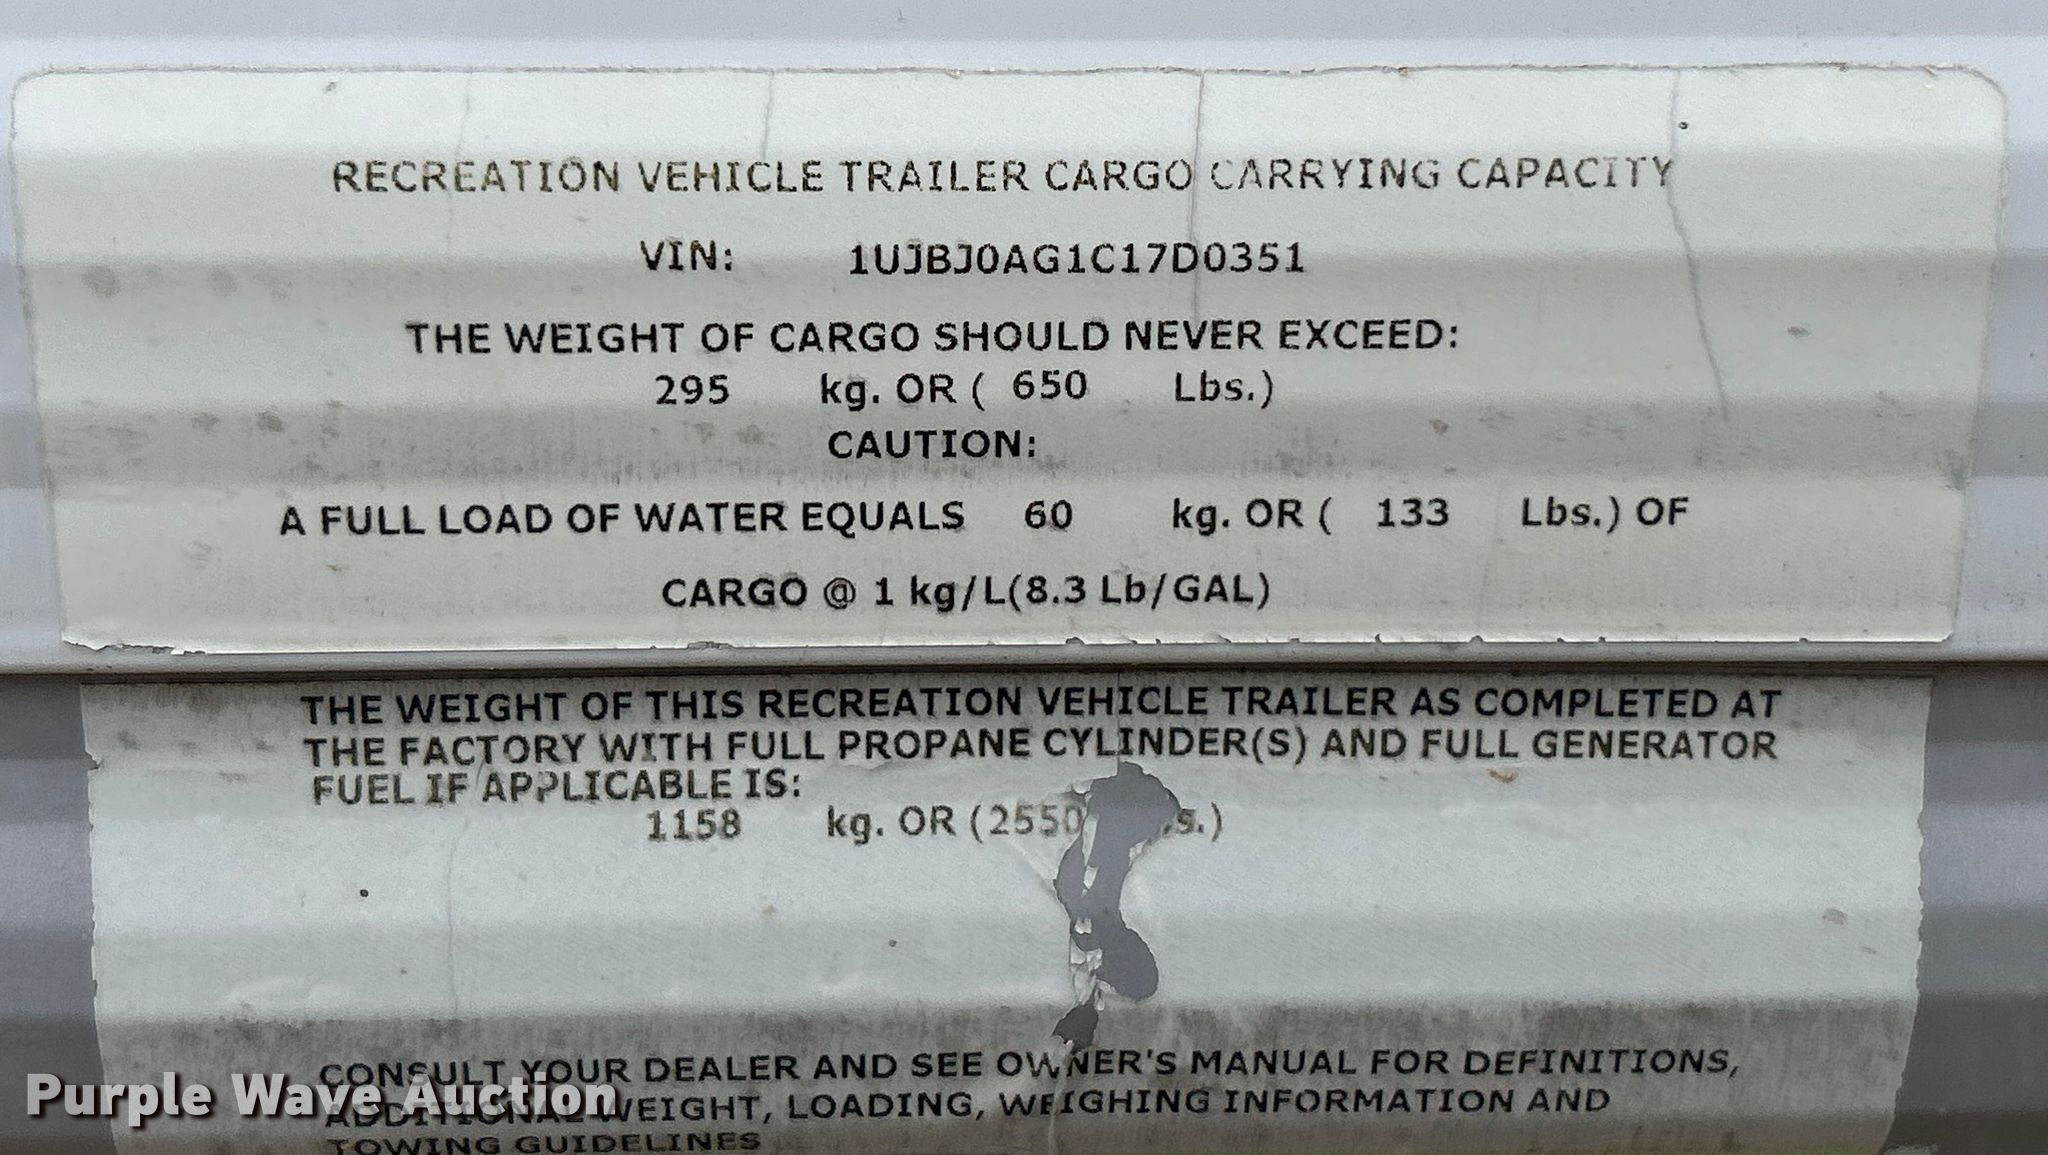 RECREATION VEHICLE TRAILER CARGO CARRYING CAPACITY
VIN: 1UJBJ0AG1C17D0351
THE WEIGHT OF CARGO SHOULD NEVER EXCEED:
295 kg. OR ( 650 Lbs.)
CAUTION:
A FULL LOAD OF WATER EQUALS 60 kg. OR ( 133 Lbs.) OF
CARGO @ 1 kg/L(8.3 Lb/GAL)
THE WEIGHT OF THIS RECREATION VEHICLE TRAILER AS COMPLETED AT
THE FACTORY WITH FULL PROPANE CYLINDER(S) AND FULL GENERATOR
FUEL IF APPLICABLE IS:
1158 kg. OR (2550 s.)
CONSULT YOUR DEALER AND SEE OWNER'S MANUAL FOR DEFINITIONS,
ADDITIONAL WEIGHT, LOADING, WEIGHING INFORMATION AND
TOWING GUIDELINES
Purple Wave Auction